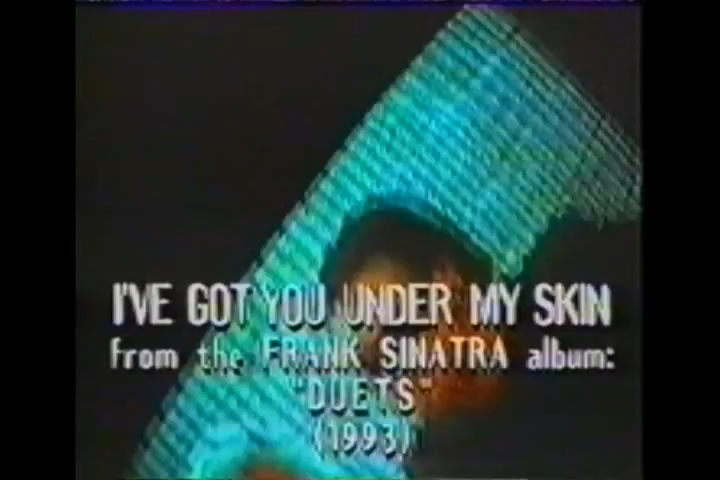 I'VE GOT YOU UNDER MY SKIN
from the FRANK SINATRA album:
"DUETS"
(1993)